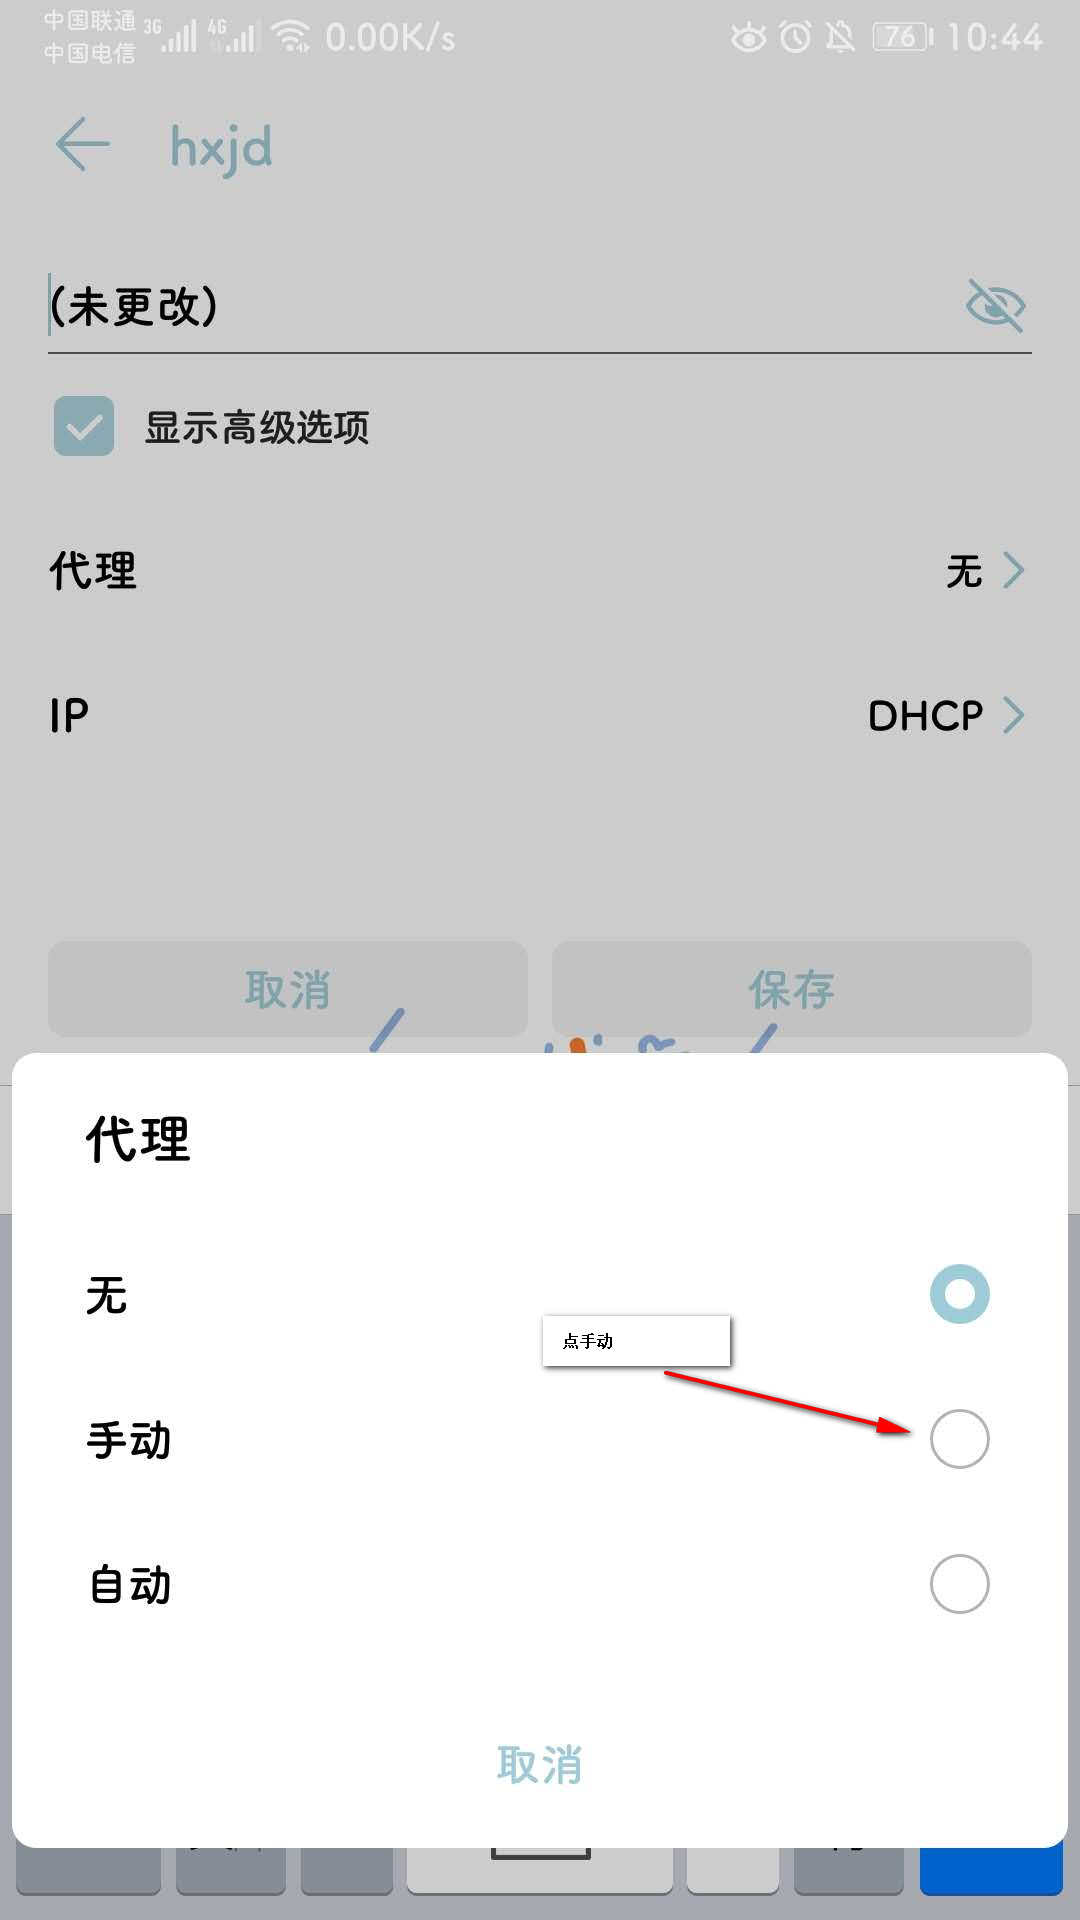 中国联通 3G 4G 0.00K/s 76 10:44
中国电信
hxjd
(未更改)
显示高级选项
代理 无
IP DHCP
取消 保存
代理
无
点手动
手动
自动
取消